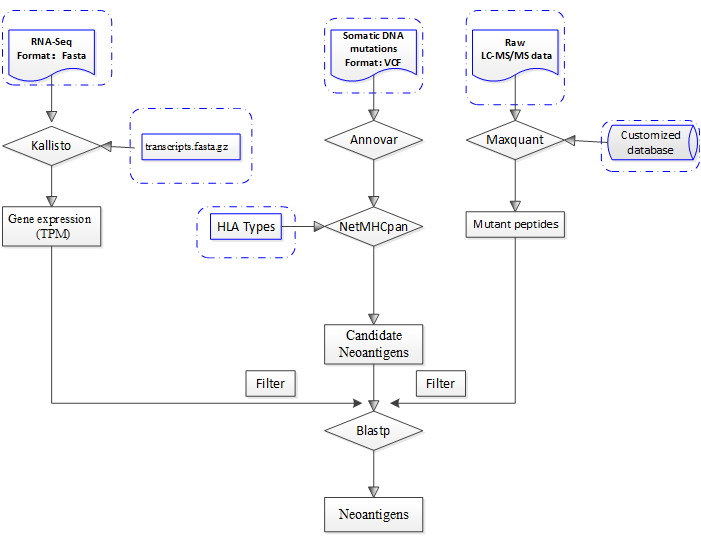 RNA-Seq
Format：Fasta
Somatic DNA
mutations
Format:VCF
Raw
LC-MS/MS data
Kallisto
transcripts.fasta.gz
Annovar
Maxquant
Customized
database
Gene expression
(TPM)
HLA Types
NetMHCpan
Mutant peptides
Candidate
Neoantigens
Filter
Filter
Blastp
Neoantigens